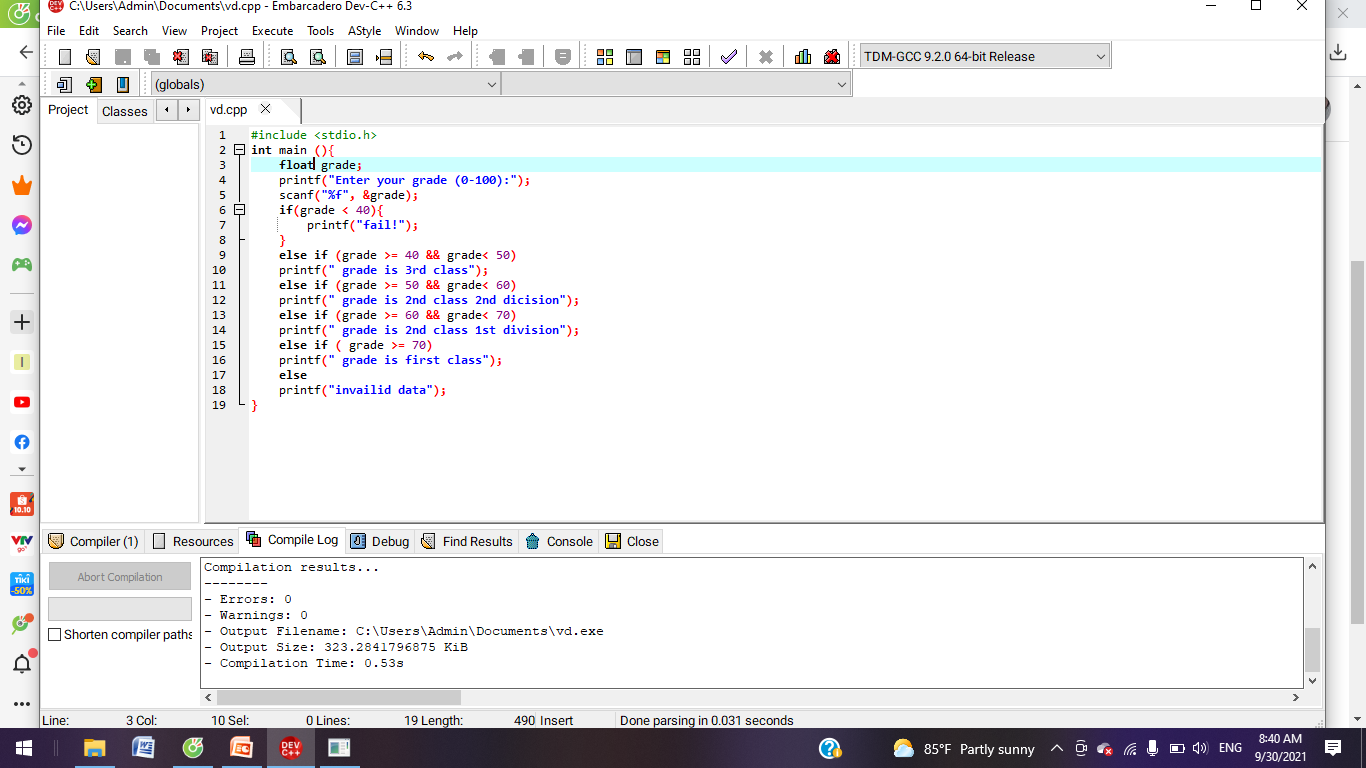 C:\Users\Admin\Documents\vd.cpp - Embarcadero Dev-C++ 6.3
File Edit Search View Project Execute Tools AStyle Window Help
TDM-GCC 9.2.0 64-bit Release
(globals)
Project Classes vd.cpp
1 #include <stdio.h>
2 int main (){
3 float grade;
4 printf("Enter your grade (0-100):");
5 scanf("%f", &grade);
6 if(grade < 40){
7 printf("fail!");
8 }
9 else if (grade >= 40 && grade< 50)
10 printf(" grade is 3rd class");
11 else if (grade >= 50 && grade< 60)
12 printf(" grade is 2nd class 2nd dicision");
13 else if (grade >= 60 && grade< 70)
14 printf(" grade is 2nd class 1st division");
15 else if ( grade >= 70)
16 printf(" grade is first class");
17 else
18 printf("invailid data");
19 }
Compiler (1) Resources Compile Log Debug Find Results Console Close
Abort Compilation
Shorten compiler paths
Compilation results...
--------
- Errors: 0
- Warnings: 0
- Output Filename: C:\Users\Admin\Documents\vd.exe
- Output Size: 323.2841796875 KiB
- Compilation Time: 0.53s
Line: 3 Col: 10 Sel: 0 Lines: 19 Length: 490 Insert Done parsing in 0.031 seconds
I
10.10
VTV
go
TIKI
-50%
DEV
C++
85°F Partly sunny
ENG
8:40 AM
9/30/2021